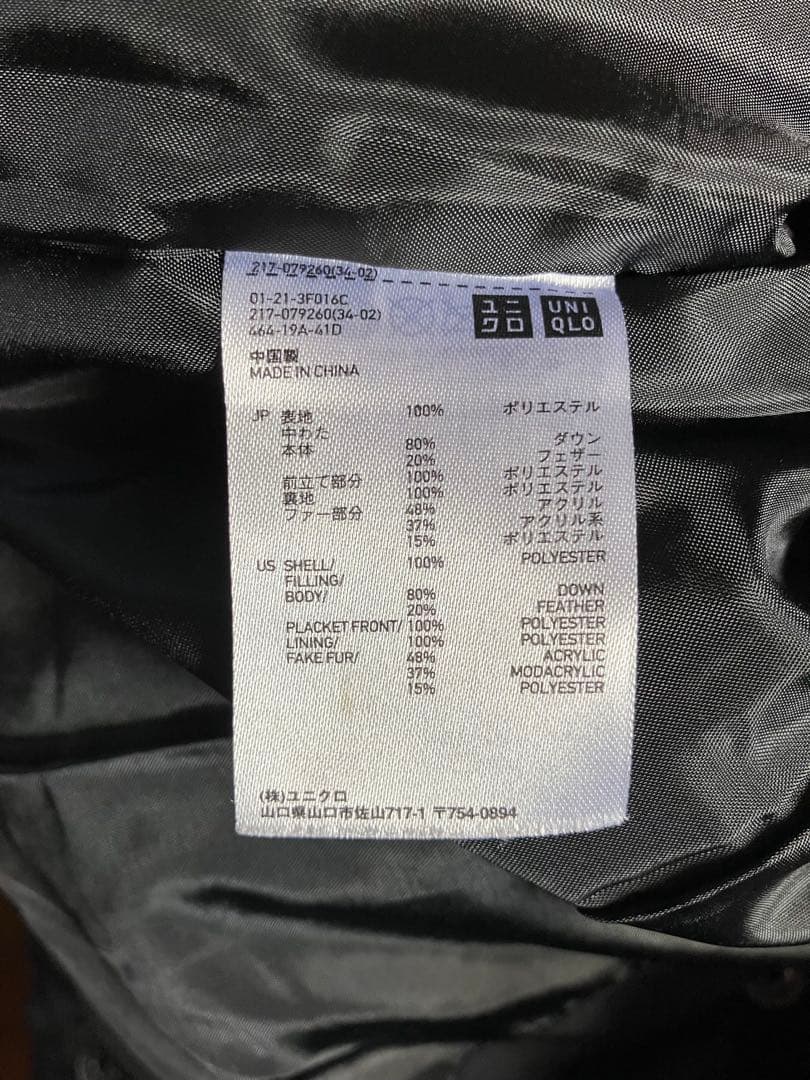 217-079260(34-02)
01-21-3F016C
217-079260(34-02)
464-19A-41D
ユニクロ
UNIQLO
中国製
MADE IN CHINA
JP 表地 100% ポリエステル
中わた
本体 80% ダウン
20% フェザー
前立て部分 100% ポリエステル
裏地 100% ポリエステル
ファー部分 48% アクリル
37% アクリル系
15% ポリエステル
US SHELL/ 100% POLYESTER
FILLING/
BODY/ 80% DOWN
20% FEATHER
PLACKET FRONT/ 100% POLYESTER
LINING/ 100% POLYESTER
FAKE FUR/ 48% ACRYLIC
37% MODACRYLIC
15% POLYESTER
(株)ユニクロ
山口県山口市佐山717-1 〒754-0894